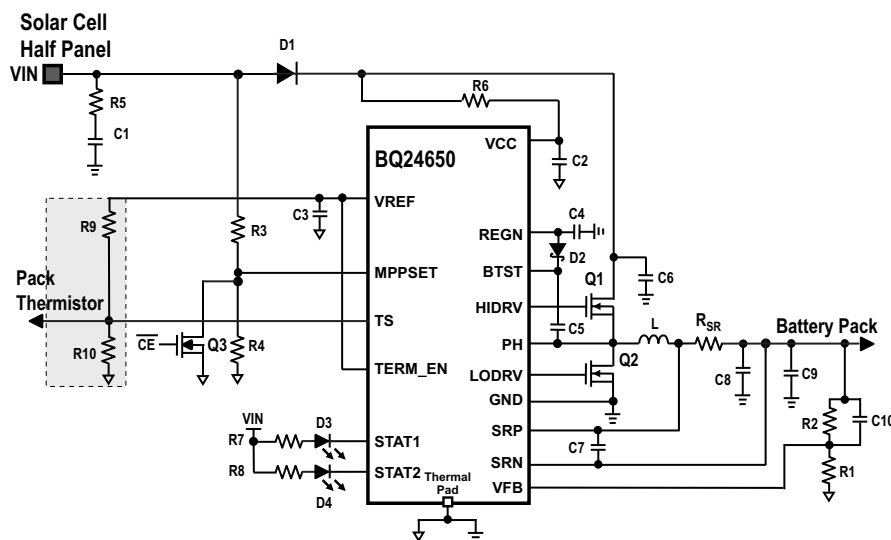 Solar Cell
Half Panel
VIN
D1
R5
C1
R6
VCC
C2
BQ24650
VREF
R9
C3
R3
REGN
C4
D2
BTST
Q1
C6
MPPSET
Pack
Thermistor
HIDRV
TS
C5
CE
Q3
R4
R10
PH
L
RSR
Battery Pack
Q2
TERM_EN
LODRV
C8
C9
GND
R2
C10
VIN
D3
R7
STAT1
SRP
C7
R8
STAT2
SRN
R1
D4
Thermal
Pad
VFB